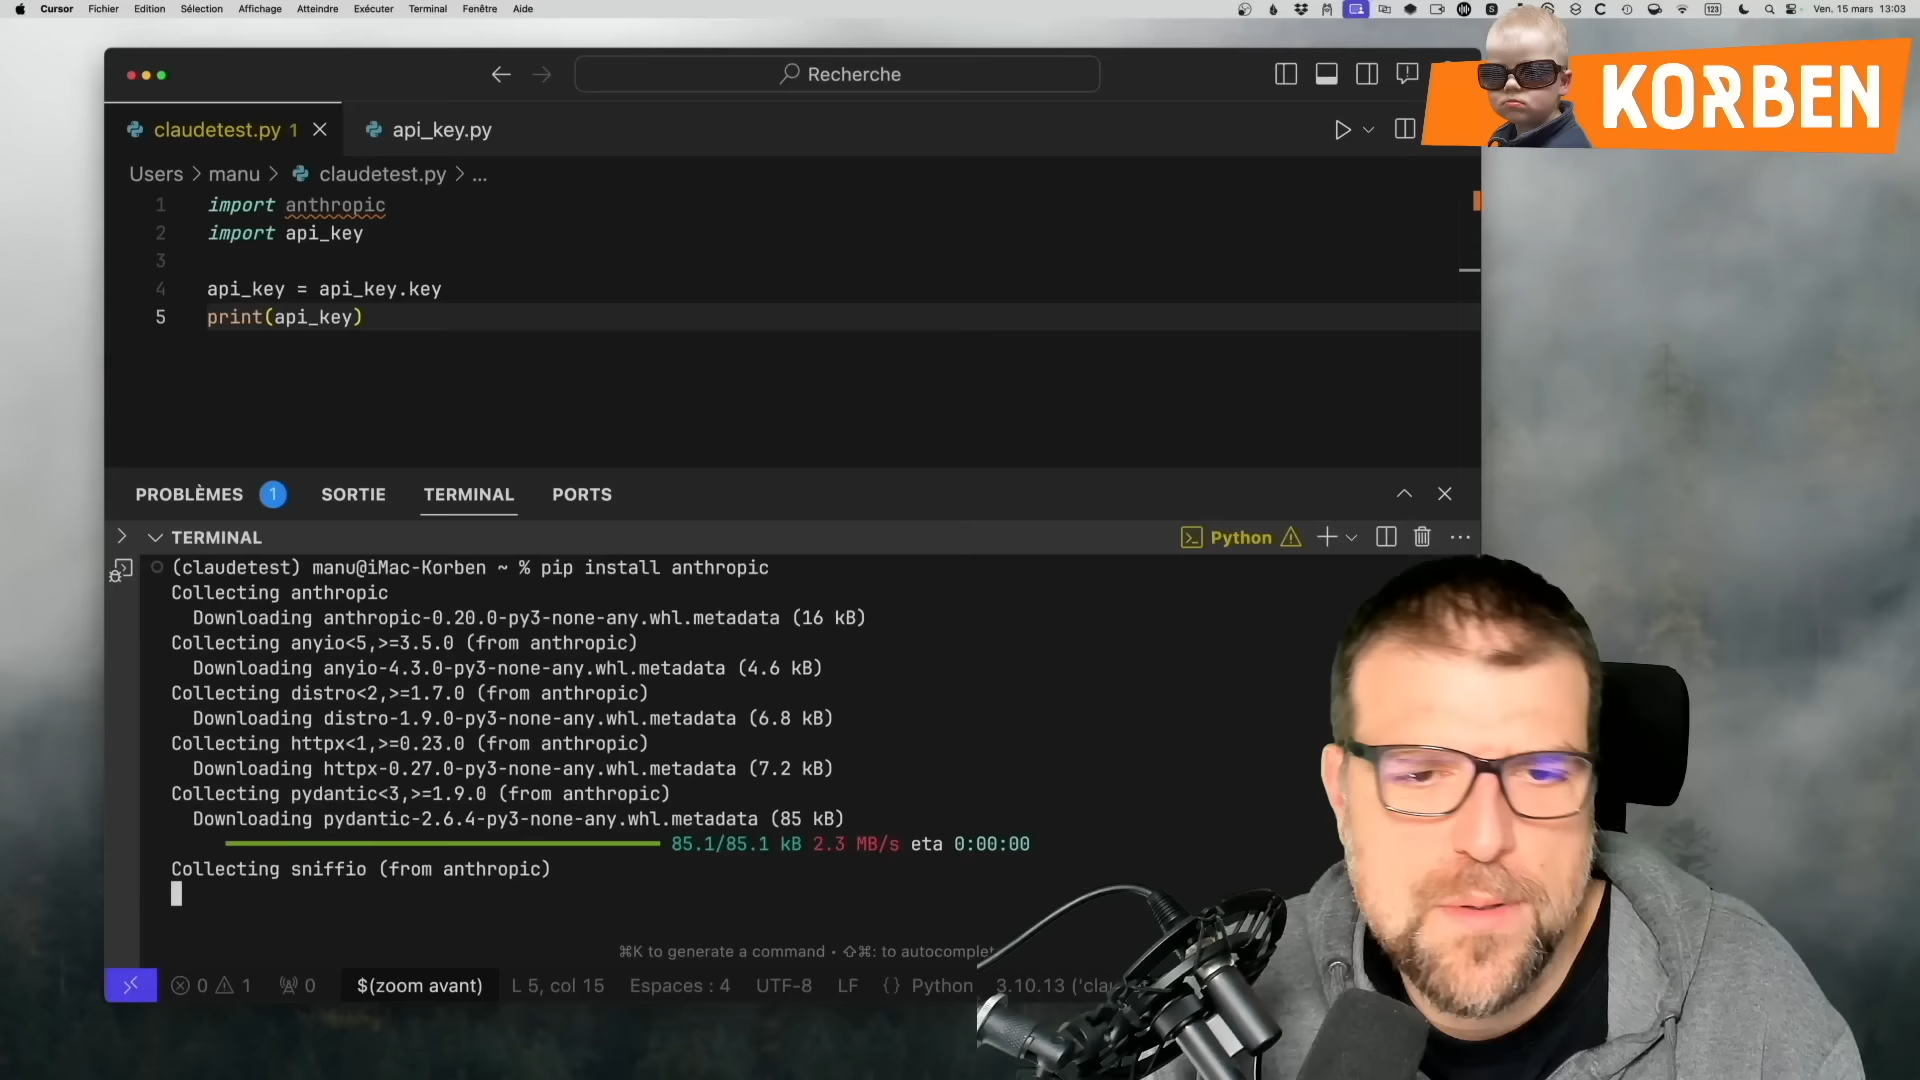 Cursor Fichier Edition Sélection Affichage Atteindre Exécuter Terminal Fenêtre Aide
123
Ven. 15 mars 13:03
KORBEN
Recherche
claudetest.py 1
api_key.py
Users > manu > claudetest.py > ...
1 import anthropic
2 import api_key
3
4 api_key = api_key.key
5 print(api_key)
PROBLÈMES 1 SORTIE TERMINAL PORTS
TERMINAL
Python
(claudetest) manu@iMac-Korben ~ % pip install anthropic
Collecting anthropic
Downloading anthropic-0.20.0-py3-none-any.whl.metadata (16 kB)
Collecting anyio<5,>=3.5.0 (from anthropic)
Downloading anyio-4.3.0-py3-none-any.whl.metadata (4.6 kB)
Collecting distro<2,>=1.7.0 (from anthropic)
Downloading distro-1.9.0-py3-none-any.whl.metadata (6.8 kB)
Collecting httpx<1,>=0.23.0 (from anthropic)
Downloading httpx-0.27.0-py3-none-any.whl.metadata (7.2 kB)
Collecting pydantic<3,>=1.9.0 (from anthropic)
Downloading pydantic-2.6.4-py3-none-any.whl.metadata (85 kB)
85.1/85.1 kB 2.3 MB/s eta 0:00:00
Collecting sniffio (from anthropic)
⌘K to generate a command • ⇧⌘: to autocomplet
0 1 0 $(zoom avant) L 5, col 15 Espaces : 4 UTF-8 LF {} Python 3.10.13 ('clau